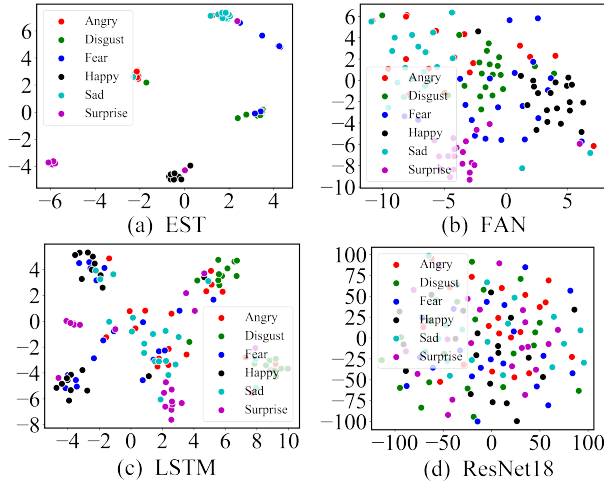 6
4
2
0
−2
−4
−6 −4 −2 0 2 4
Angry
Disgust
Fear
Happy
Sad
Surprise
(a) EST
6
4
2
0
−2
−4
−6
−8
−10
−10 −5 0 5
Angry
Disgust
Fear
Happy
Sad
Surprise
(b) FAN
4
2
0
−2
−4
−6
−8
−4 −2 0 2 4 6 8 10
Angry
Disgust
Fear
Happy
Sad
Surprise
(c) LSTM
100
75
50
25
0
−25
−50
−75
−100
−100 −50 0 50 100
Angry
Disgust
Fear
Happy
Sad
Surprise
(d) ResNet18